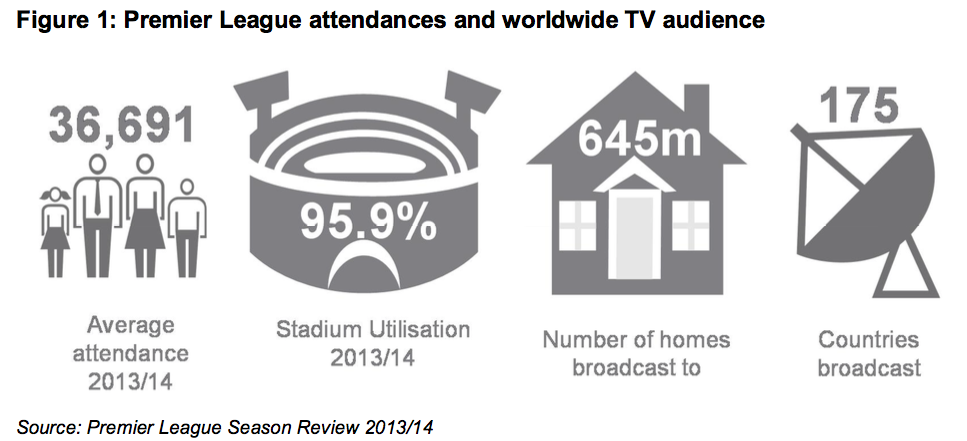 Figure 1: Premier League attendances and worldwide TV audience
36,691
Average
attendance
2013/14
95.9%
Stadium Utilisation
2013/14
645m
Number of homes
broadcast to
175
Countries
broadcast
Source: Premier League Season Review 2013/14